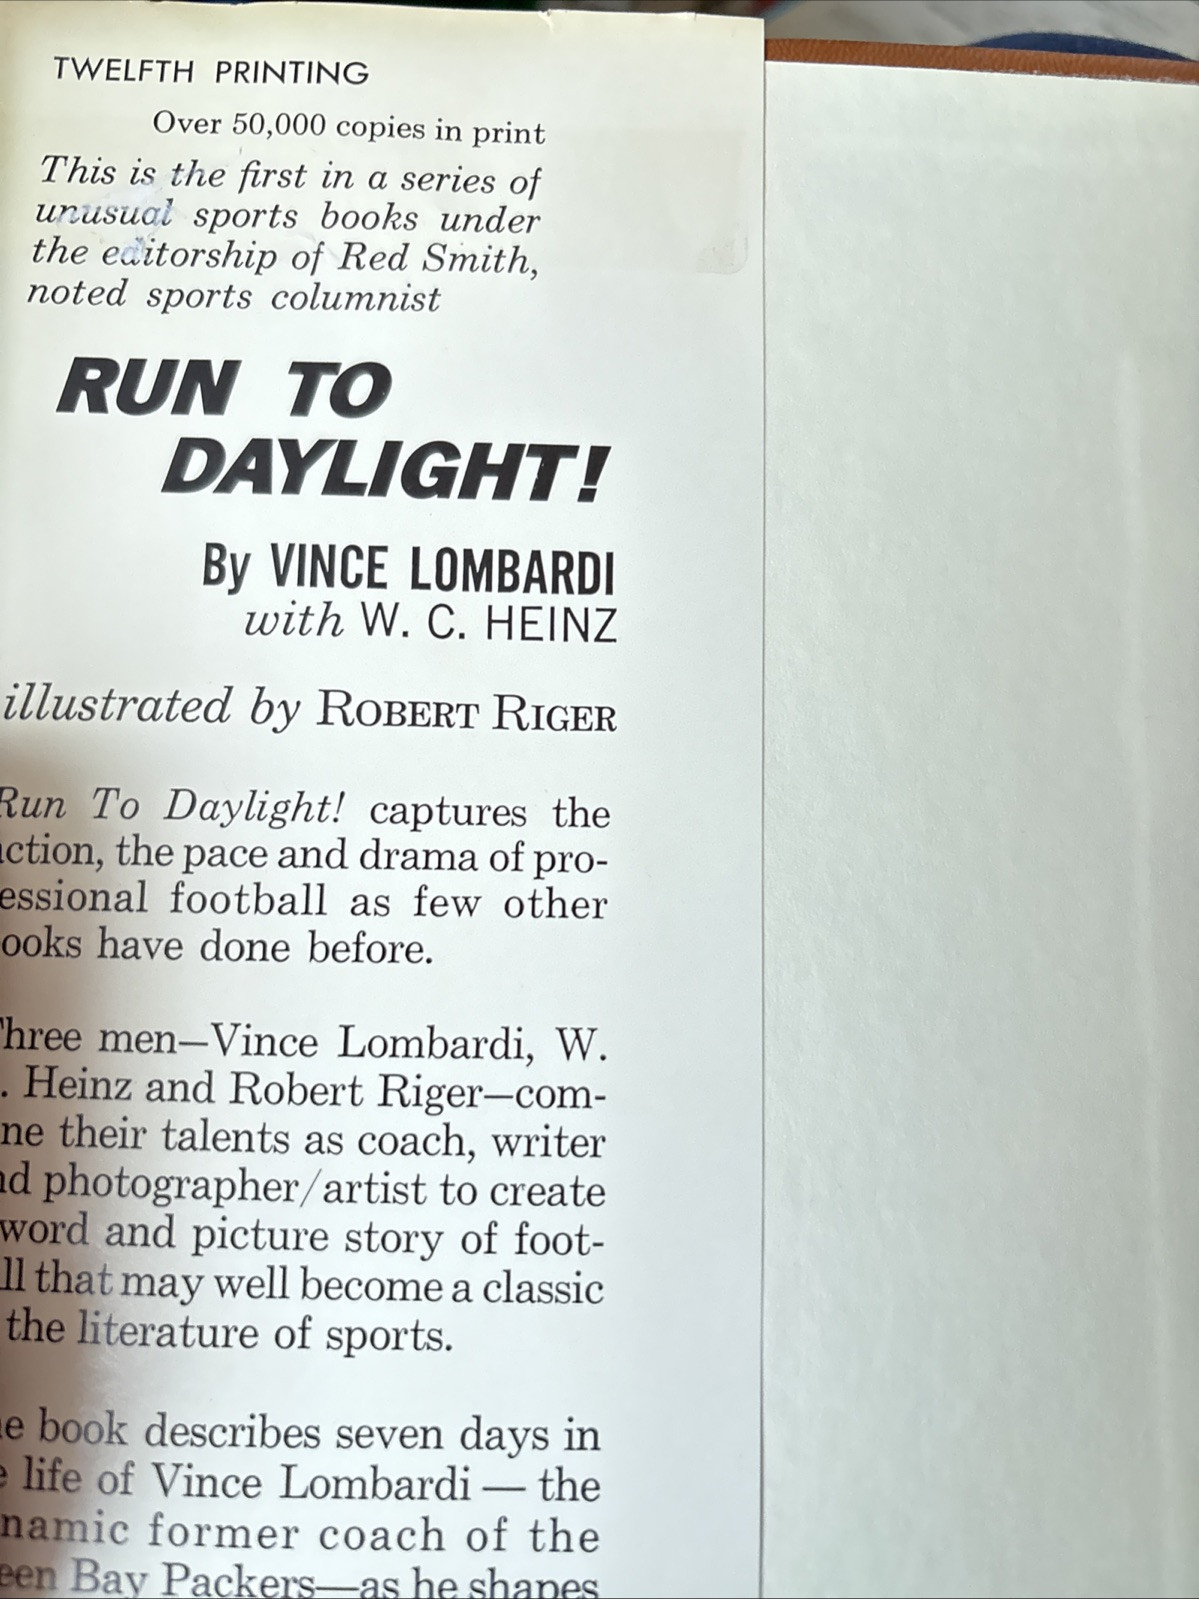 TWELFTH PRINTING
Over 50,000 copies in print
This is the first in a series of
unusual sports books under
the editorship of Red Smith,
noted sports columnist
RUN TO
DAYLIGHT!
By VINCE LOMBARDI
with W. C. HEINZ
illustrated by ROBERT RIGER
Run To Daylight! captures the
action, the pace and drama of pro-
essional football as few other
ooks have done before.
Three men—Vince Lombardi, W.
. Heinz and Robert Riger—com-
ne their talents as coach, writer
nd photographer/artist to create
word and picture story of foot-
ll that may well become a classic
the literature of sports.
e book describes seven days in
e life of Vince Lombardi — the
namic former coach of the
een Bay Packers—as he shapes